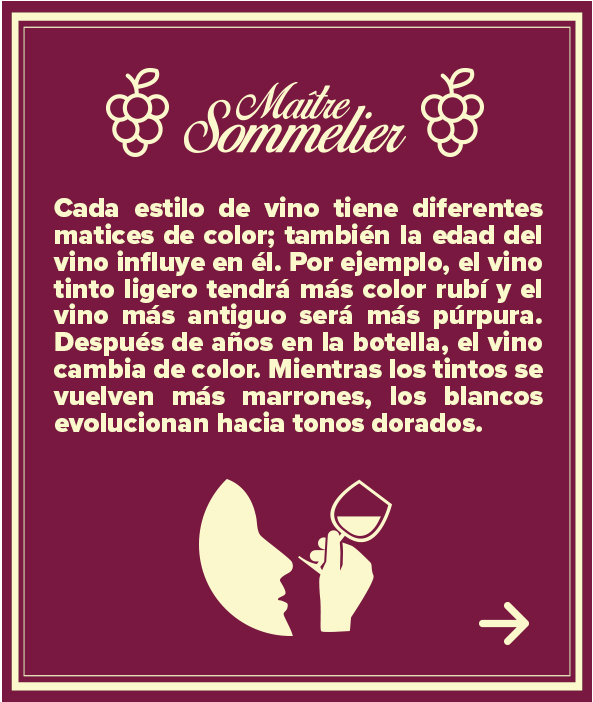 Maître
Sommelier
Cada estilo de vino tiene diferentes
matices de color; también la edad del
vino influye en él. Por ejemplo, el vino
tinto ligero tendrá más color rubí y el
vino más antiguo será más púrpura.
Después de años en la botella, el vino
cambia de color. Mientras los tintos se
vuelven más marrones, los blancos
evolucionan hacia tonos dorados.